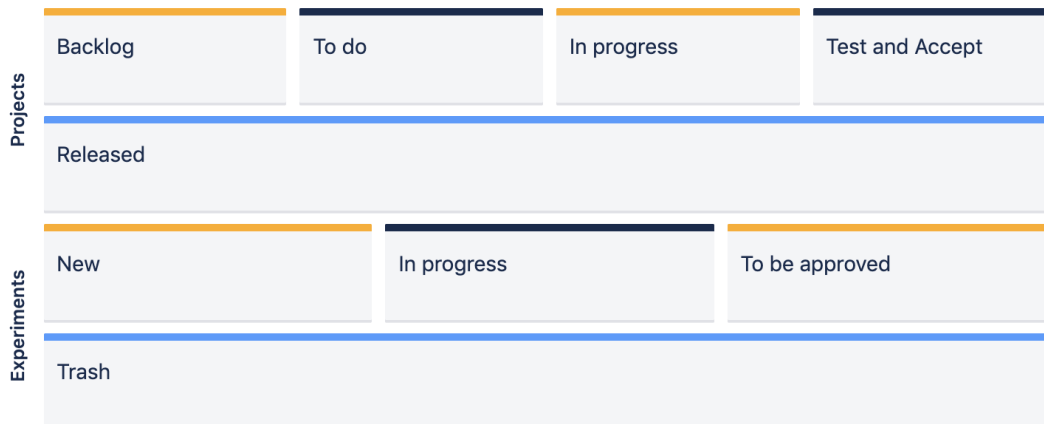 Projects
Backlog
To do
In progress
Test and Accept
Released
Experiments
New
In progress
To be approved
Trash